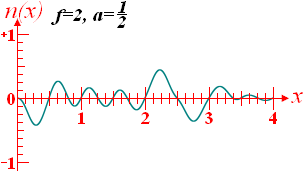 n(x) f=2, a=1/2
+1
0 1 2 3 4 x
-1